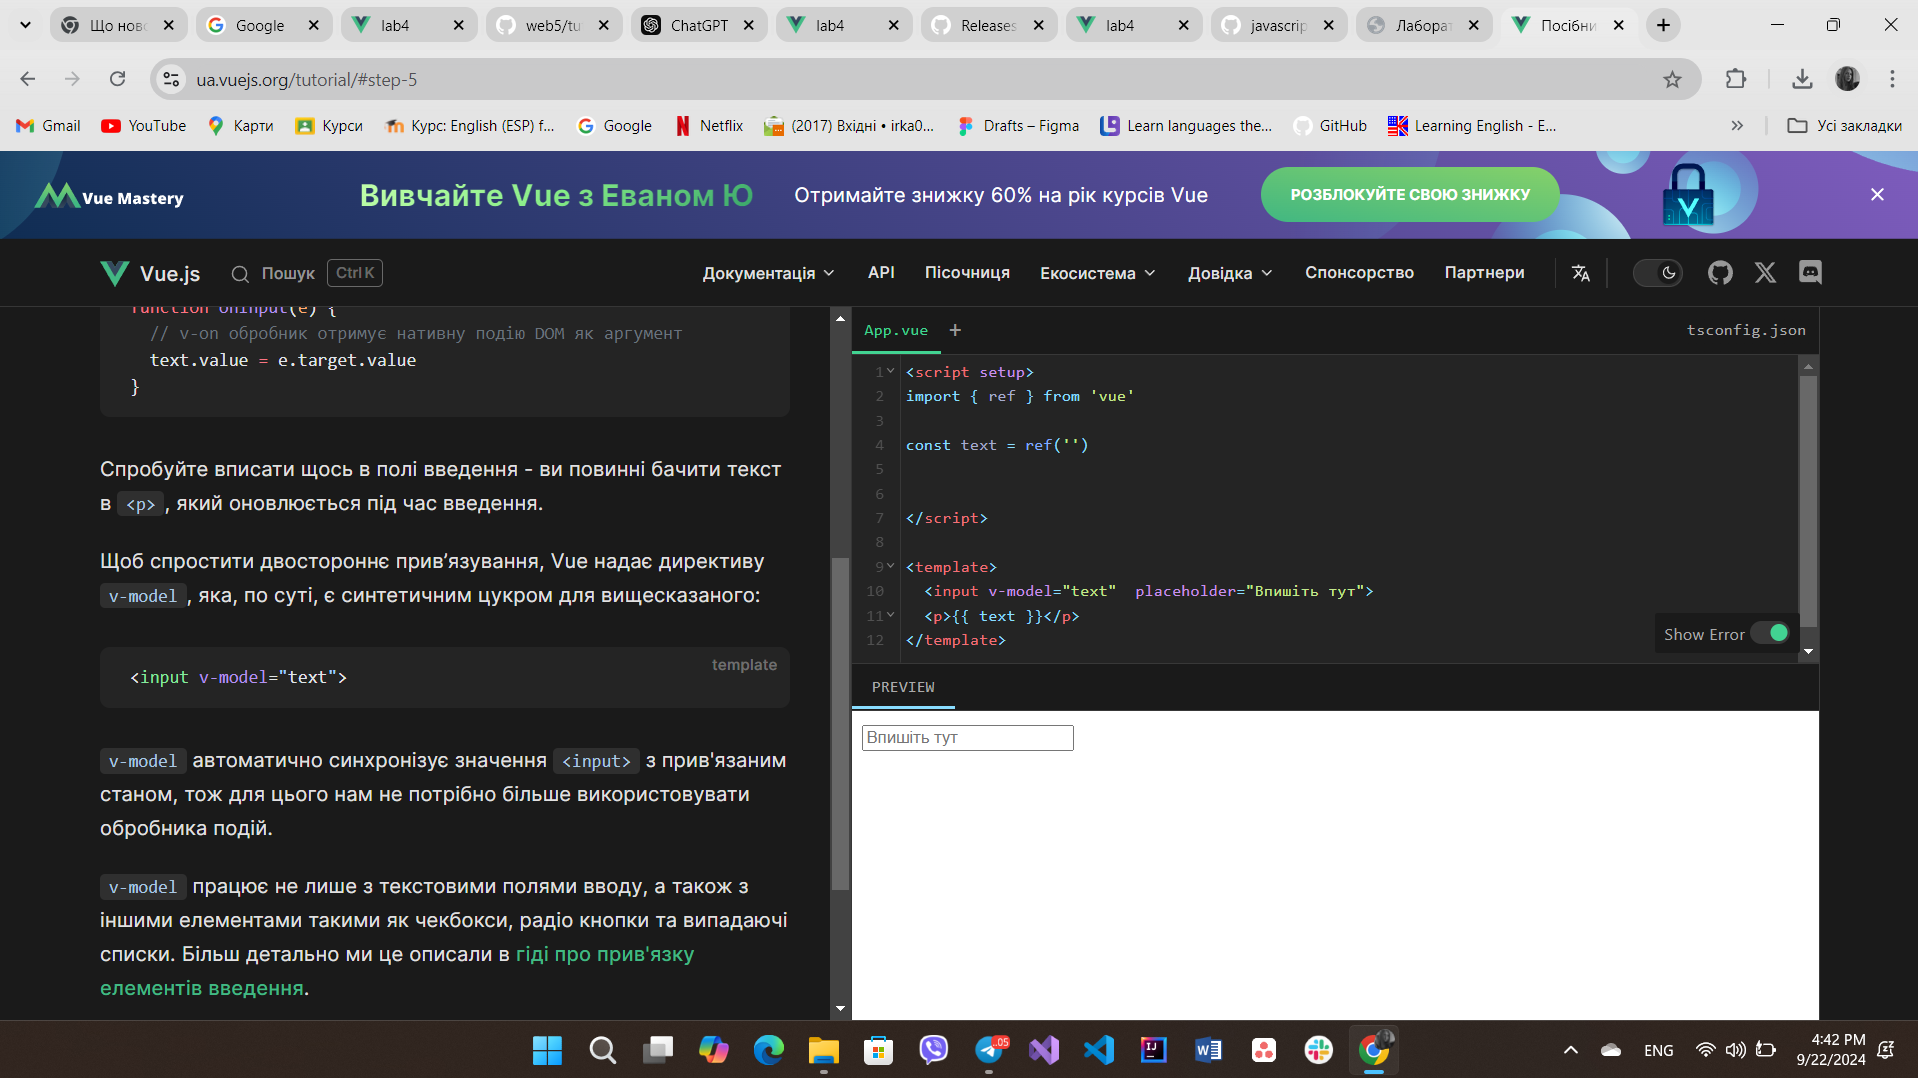 Що ново
Google
lab4
web5/tu
ChatGPT
lab4
Releases
lab4
javascrip
Лаборат
Посібни
ua.vuejs.org/tutorial/#step-5
Gmail
YouTube
Карти
Курси
Курс: English (ESP) f...
Google
Netflix
(2017) Вхідні • irka0...
Drafts – Figma
Learn languages the...
GitHub
Learning English - E...
»
Усі закладки
Vue Mastery
Вивчайте Vue з Еваном Ю
Отримайте знижку 60% на рік курсів Vue
РОЗБЛОКУЙТЕ СВОЮ ЗНИЖКУ
Vue.js
Пошук
Ctrl K
Документація
API
Пісочниця
Екосистема
Довідка
Спонсорство
Партнери
function onInput(e) {
// v-on обробник отримує нативну подію DOM як аргумент
text.value = e.target.value
}
Спробуйте вписати щось в полі введення - ви повинні бачити текст
в <p>, який оновлюється під час введення.
Щоб спростити двостороннє прив’язування, Vue надає директиву
v-model, яка, по суті, є синтетичним цукром для вищесказаного:
template
<input v-model="text">
v-model автоматично синхронізує значення <input> з прив'язаним
станом, тож для цього нам не потрібно більше використовувати
обробника подій.
v-model працює не лише з текстовими полями вводу, а також з
іншими елементами такими як чекбокси, радіо кнопки та випадаючі
списки. Більш детально ми це описали в гіді про прив'язку
елементів введення.
App.vue
+
tsconfig.json
1 <script setup>
2 import { ref } from 'vue'
3
4 const text = ref('')
5
6
7 </script>
8
9 <template>
10 <input v-model="text"  placeholder="Впишіть тут">
11 <p>{{ text }}</p>
12 </template>
Show Error
PREVIEW
Впишіть тут
.05
ENG
4:42 PM
9/22/2024